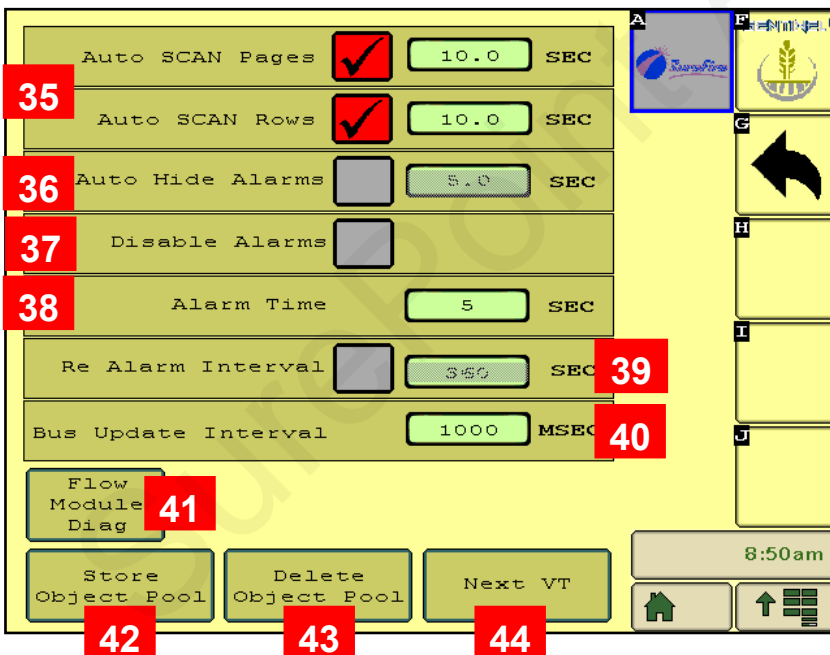 A
F
SENTINEL
Auto SCAN Pages 10.0 SEC
SureFire
35
Auto SCAN Rows 10.0 SEC
G
36 Auto Hide Alarms 5.0 SEC
37 Disable Alarms
H
38 Alarm Time 5 SEC
I
Re Alarm Interval 360 SEC 39
Bus Update Interval 1000 MSEC 40
J
Flow
Module
Diag
41
8:50am
Store
Object Pool
Delete
Object Pool
Next VT
42 43 44
SurePoint